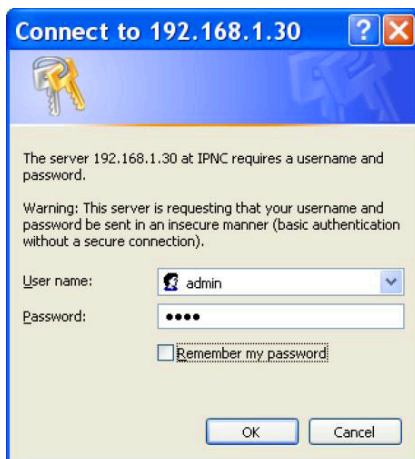 Connect to 192.168.1.30
The server 192.168.1.30 at IPNC requires a username and
password.
Warning: This server is requesting that your username and
password be sent in an insecure manner (basic authentication
without a secure connection).
User name:
admin
Password:
••••
Remember my password
OK
Cancel